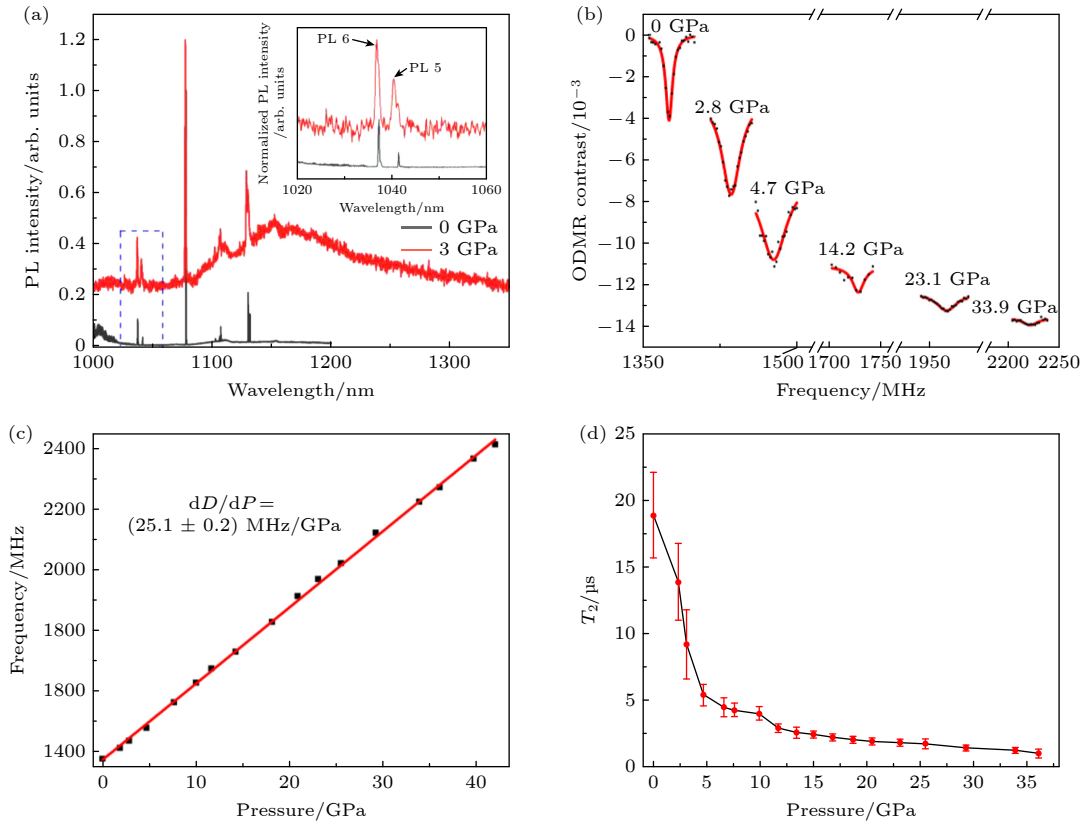 (a)
1.2
1.0
0.8
0.6
0.4
0.2
0
PL intensity/arb. units
1000
1100
1200
1300
Wavelength/nm
PL 6
PL 5
Normalized PL intensity
/arb. units
1020
1040
1060
Wavelength/nm
0 GPa
3 GPa
(b)
0
−2
−4
−6
−8
−10
−12
−14
ODMR contrast/10⁻³
0 GPa
2.8 GPa
4.7 GPa
14.2 GPa
23.1 GPa
33.9 GPa
1350
1500
1700
1750
1950
2100
2250
Frequency/MHz
(c)
2400
2200
2000
1800
1800
1400
Frequency/MHz
dD/dP=
(25.1 ± 0.2) MHz/GPa
0
10
20
30
40
Pressure/GPa
(d)
25
20
15
10
5
0
T₂/µs
0
5
10
15
20
25
30
35
Pressure/GPa